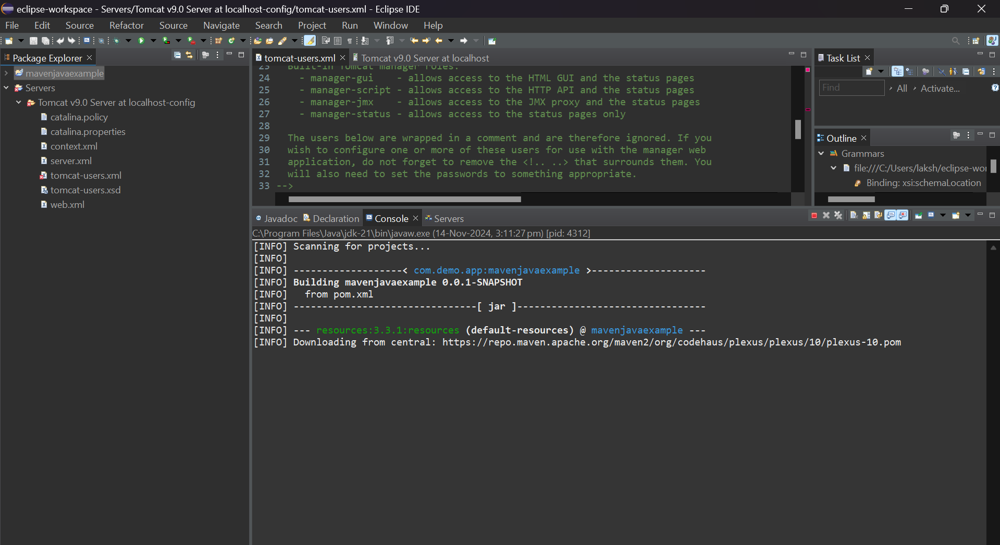 eclipse-workspace - Servers/Tomcat v9.0 Server at localhost-config/tomcat-users.xml - Eclipse IDE
File Edit Source Refactor Source Navigate Search Project Run Window Help
Package Explorer
mavenjavaexample
Servers
Tomcat v9.0 Server at localhost-config
catalina.policy
catalina.properties
context.xml
server.xml
tomcat-users.xml
tomcat-users.xsd
web.xml
tomcat-users.xml Tomcat v9.0 Server at localhost
23 Built-in Tomcat manager roles:
24 - manager-gui - allows access to the HTML GUI and the status pages
25 - manager-script - allows access to the HTTP API and the status pages
26 - manager-jmx - allows access to the JMX proxy and the status pages
27 - manager-status - allows access to the status pages only
28
29 The users below are wrapped in a comment and are therefore ignored. If you
30 wish to configure one or more of these users for use with the manager web
31 application, do not forget to remove the <!.. ..> that surrounds them. You
32 will also need to set the passwords to something appropriate.
33 -->
Task List
Find All Activate...
Outline
Grammars
file:///C:/Users/laksh/eclipse-wor
Binding: xsi:schemaLocation
Javadoc Declaration Console Servers
C:\Program Files\Java\jdk-21\bin\javaw.exe (14-Nov-2024, 3:11:27 pm) [pid: 4312]
[INFO] Scanning for projects...
[INFO]
[INFO] -------------------< com.demo.app:mavenjavaexample >--------------------
[INFO] Building mavenjavaexample 0.0.1-SNAPSHOT
[INFO] from pom.xml
[INFO] --------------------------------[ jar ]---------------------------------
[INFO]
[INFO] --- resources:3.3.1:resources (default-resources) @ mavenjavaexample ---
[INFO] Downloading from central: https://repo.maven.apache.org/maven2/org/codehaus/plexus/plexus/10/plexus-10.pom